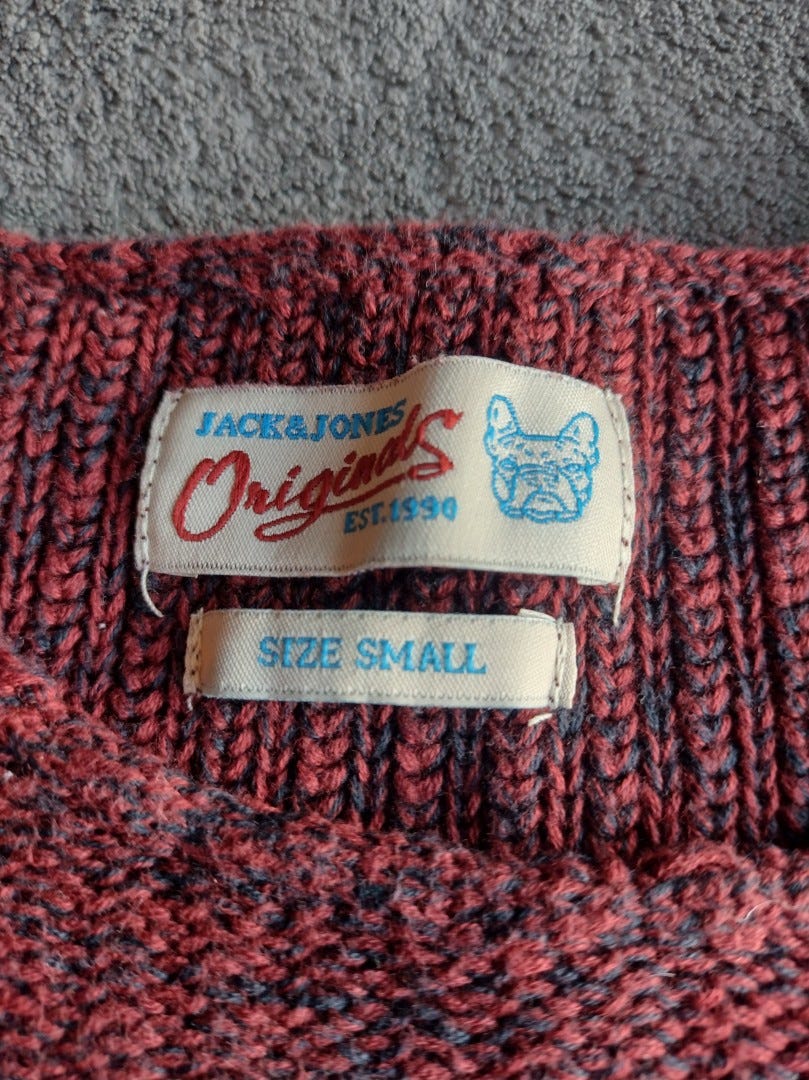 JACK&JONES
Originals
EST.1990
SIZE SMALL